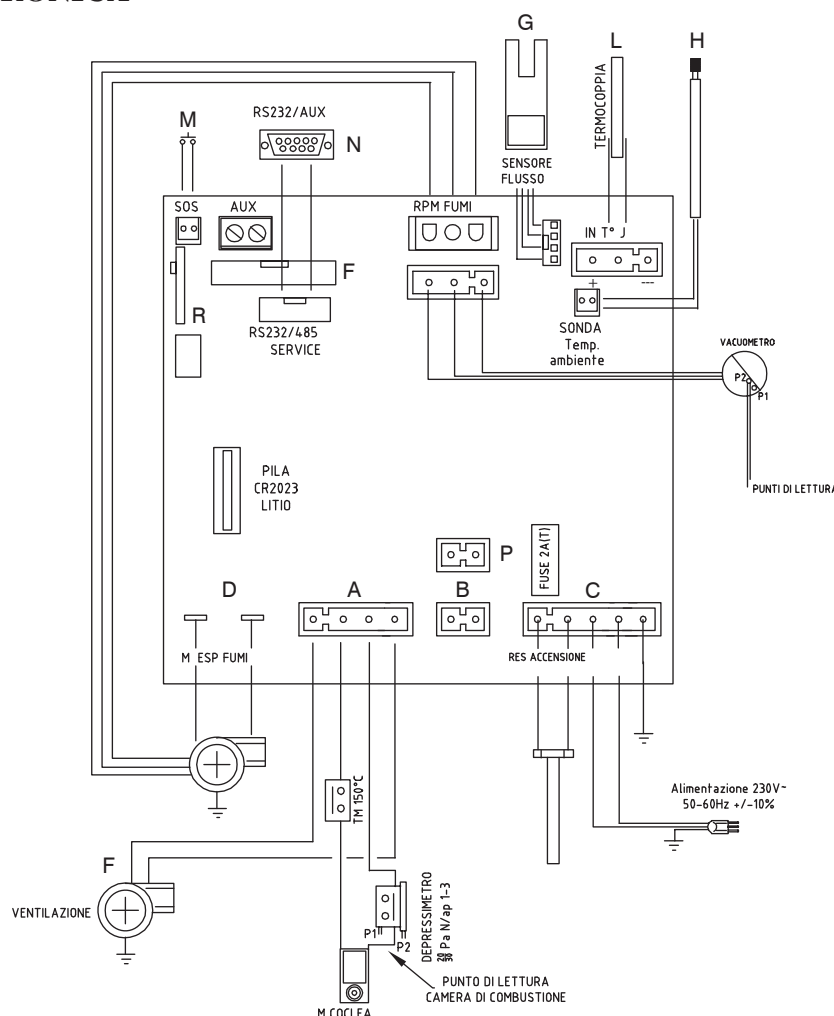 G
L
H
M
RS232/AUX
N
TERMOCOPPIA
SENSORE
FLUSSO
SOS
AUX
RPM FUMI
IN T° J
F
+
---
R
RS232/485
SERVICE
SONDA
Temp.
ambiente
VACUOMETRO
P2
P1
PUNTI DI LETTURA
PILA
CR2023
LITIO
P
FUSE 2A(T)
D
A
B
C
M ESP FUMI
RES ACCENSIONE
TM 150°C
Alimentazione 230V~
50-60Hz +/-10%
F
VENTILAZIONE
DEPRESSIMETRO
Pa N/ap 1-3
P1
P2
PUNTO DI LETTURA
CAMERA DI COMBUSTIONE
M.COCLEA